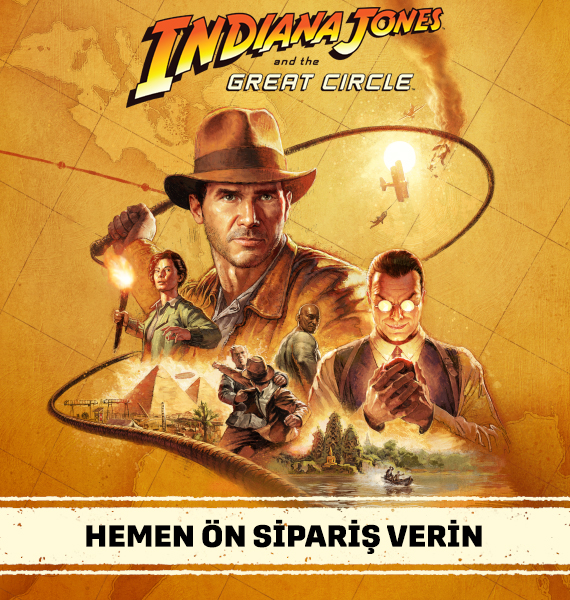 INDIANA JONES
and the
GREAT CIRCLE
HEMEN ÖN SİPARİŞ VERİN